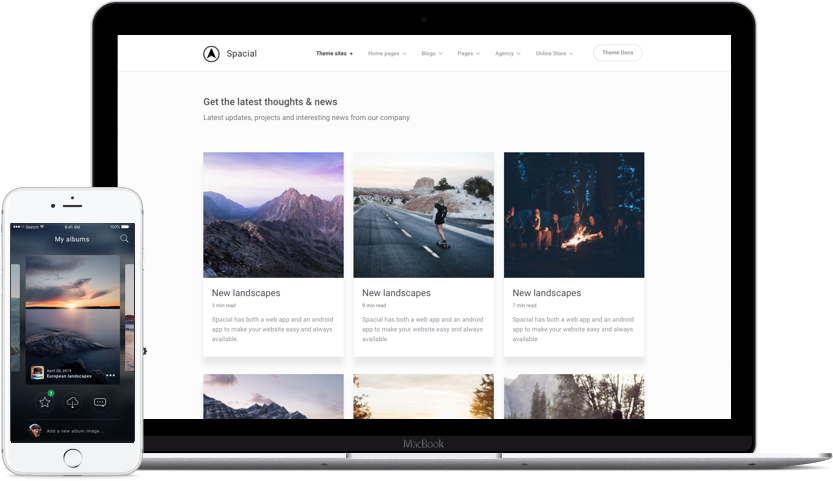 Spacial
Theme sites +
Home pages
Blogs
Pages
Agency
Online Store
Theme Docs
Get the latest thoughts & news
Latest updates, projects and interesting news from our company
New landscapes
3 min read
Spacial has both a web app and an android
app to make your website easy and always
available.
New landscapes
9 min read
Spacial has both a web app and an android
app to make your website easy and always
available.
New landscapes
7 min read
Spacial has both a web app and an android
app to make your website easy and always
available.
MacBook
Sketch
9:41 AM
100%
My albums
April 20, 2019
European landscapes
Add a new album image...